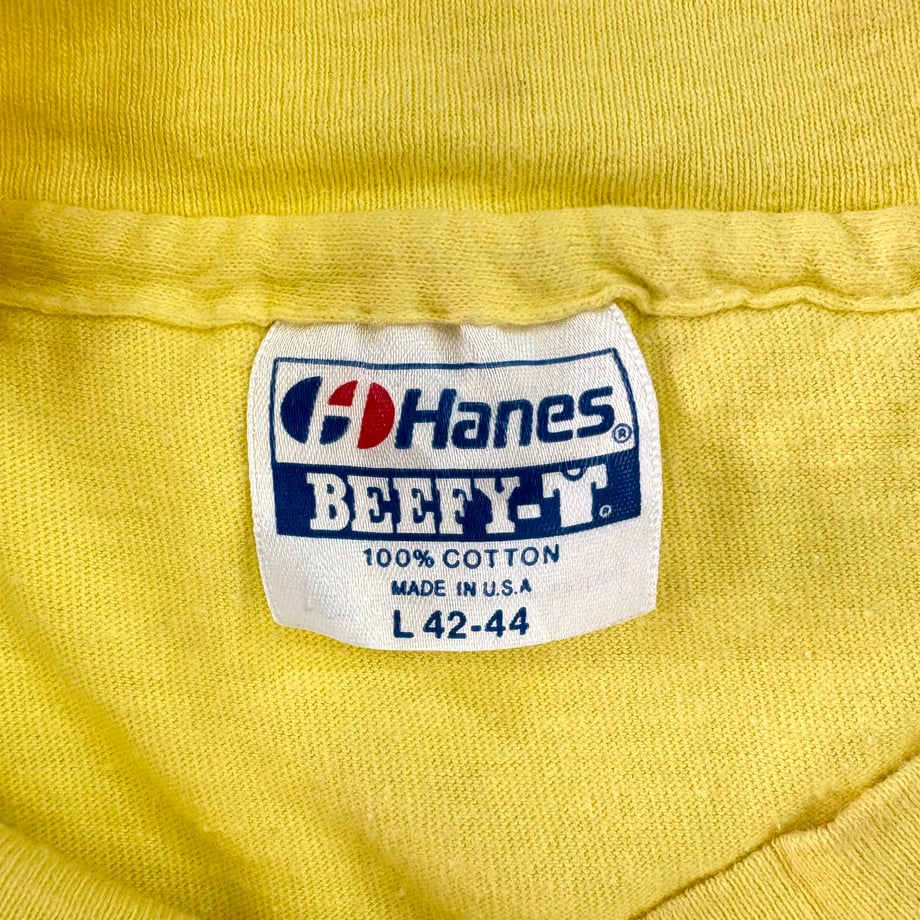 Hanes®
BEEFY-T®
100% COTTON
MADE IN U.S.A
L 42-44